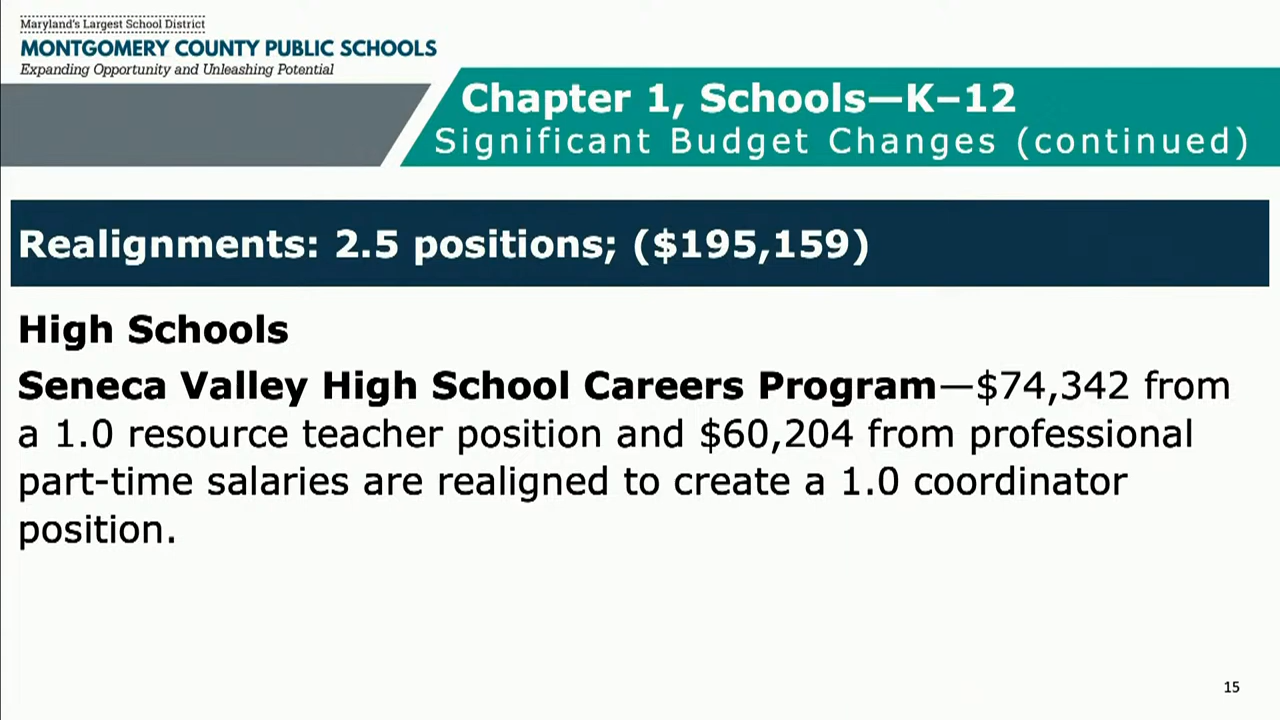 Maryland's Largest School District
MONTGOMERY COUNTY PUBLIC SCHOOLS
Expanding Opportunity and Unleashing Potential
Chapter 1, Schools—K–12
Significant Budget Changes (continued)
Realignments: 2.5 positions; ($195,159)
High Schools
Seneca Valley High School Careers Program—$74,342 from
a 1.0 resource teacher position and $60,204 from professional
part-time salaries are realigned to create a 1.0 coordinator
position.
15